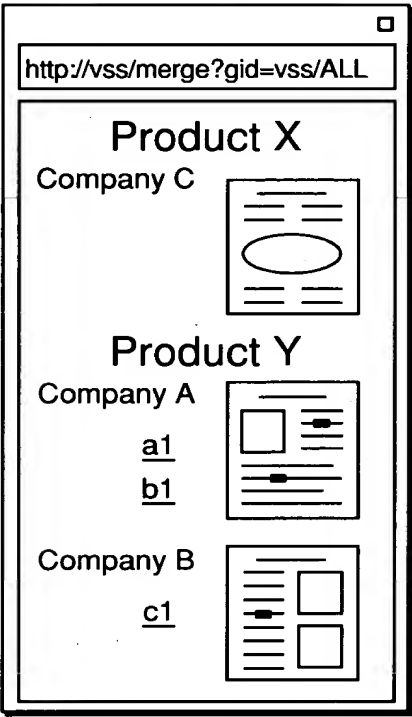 http://vss/merge?gid=vss/ALL
Product X
Company C
Product Y
Company A
a1
b1
Company B
c1